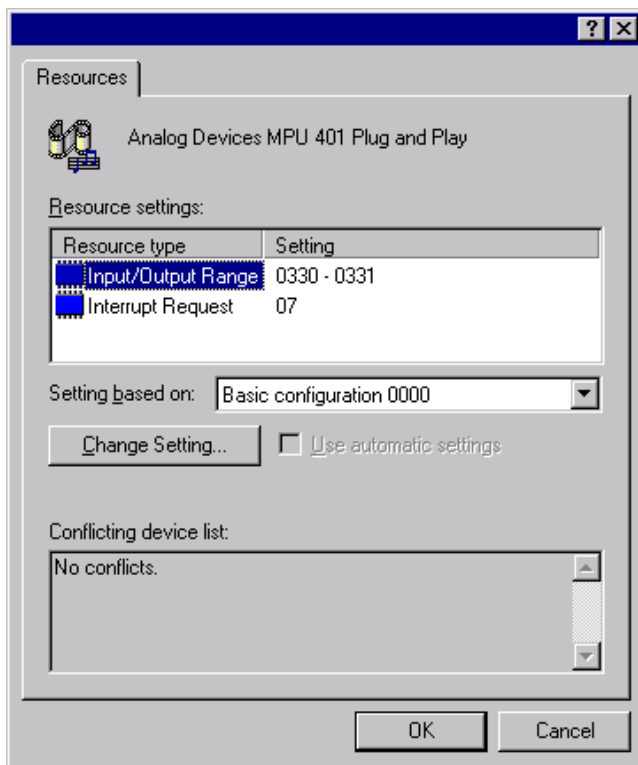 Resources
Analog Devices MPU 401 Plug and Play
Resource settings:
Resource type Setting
Input/Output Range 0330 - 0331
Interrupt Request 07
Setting based on: Basic configuration 0000
Change Setting... Use automatic settings
Conflicting device list:
No conflicts.
OK Cancel